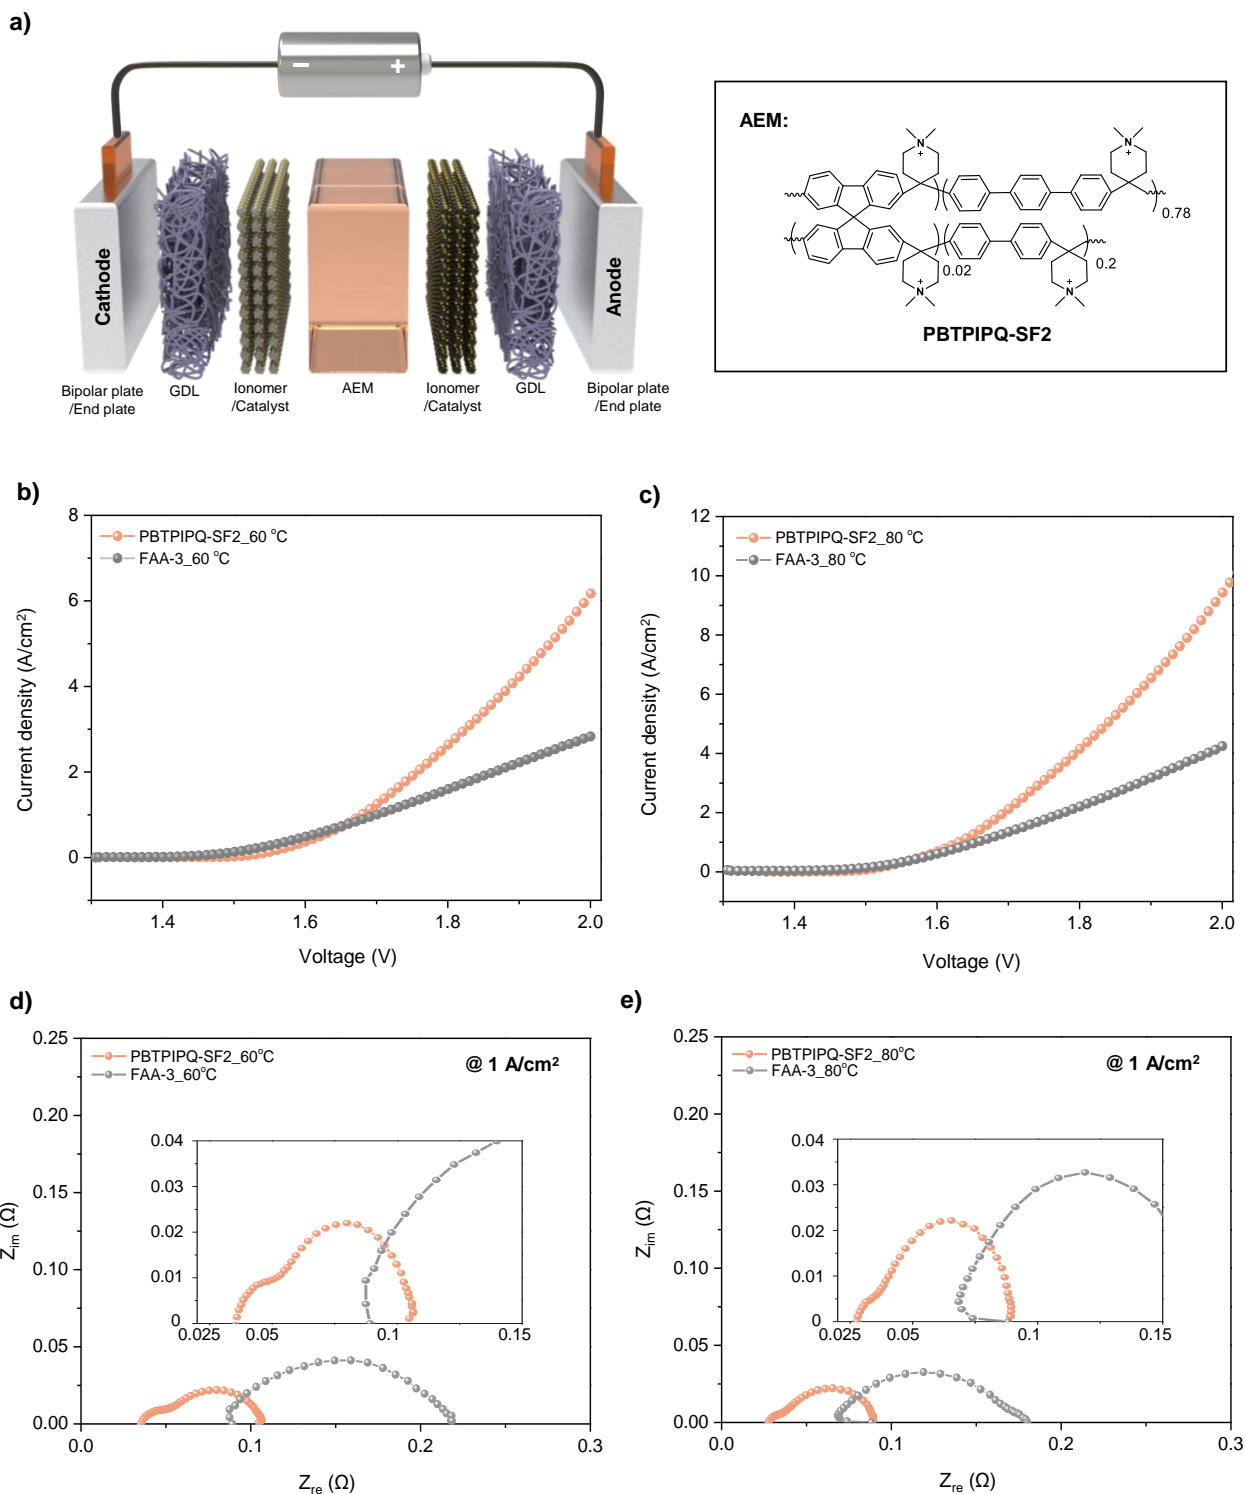 a)
− +
Cathode
Anode
Bipolar plate
/End plate
GDL
Ionomer
/Catalyst
AEM
Ionomer
/Catalyst
GDL
Bipolar plate
/End plate
AEM:
N
+
N
+
0.78
0.02
0.2
N
+
N
+
PBTPIPQ-SF2
b)
PBTPIPQ-SF2_60 °C
FAA-3_60 °C
Current density (A/cm²)
8
6
4
2
0
1.4 1.6 1.8 2.0
Voltage (V)
c)
PBTPIPQ-SF2_80 °C
FAA-3_80 °C
Current density (A/cm²)
12
10
8
6
4
2
0
1.4 1.6 1.8 2.0
Voltage (V)
d)
PBTPIPQ-SF2_60°C
FAA-3_60°C
@ 1 A/cm²
Z_im (Ω)
0.25
0.20
0.15
0.10
0.05
0.00
0.04
0.03
0.02
0.01
0
0.025 0.05 0.1 0.15
0.0 0.1 0.2 0.3
Z_re (Ω)
e)
PBTPIPQ-SF2_80°C
FAA-3_80°C
@ 1 A/cm²
Z_im (Ω)
0.25
0.20
0.15
0.10
0.05
0.00
0.04
0.03
0.02
0.01
0
0.025 0.05 0.1 0.15
0.0 0.1 0.2 0.3
Z_re (Ω)